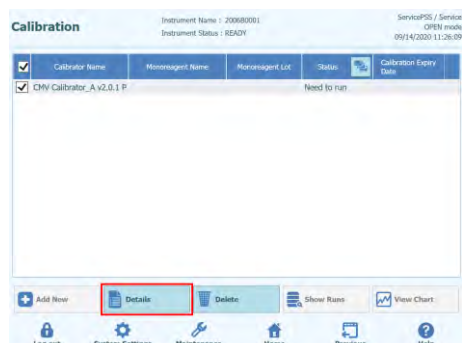 Calibration
Instrument Name : 200680001
Instrument Status : READY
ServicePSS / Service
OPEN mode
09/14/2020 11:26:09
Calibrator Name Monoreagent Name Monoreagent Lot Status Calibration Expiry Date
CMV Calibrator_A v2.0.1 P Need to run
Add New Details Delete Show Runs View Chart
Log out System Settings Maintenance Home Previous Help